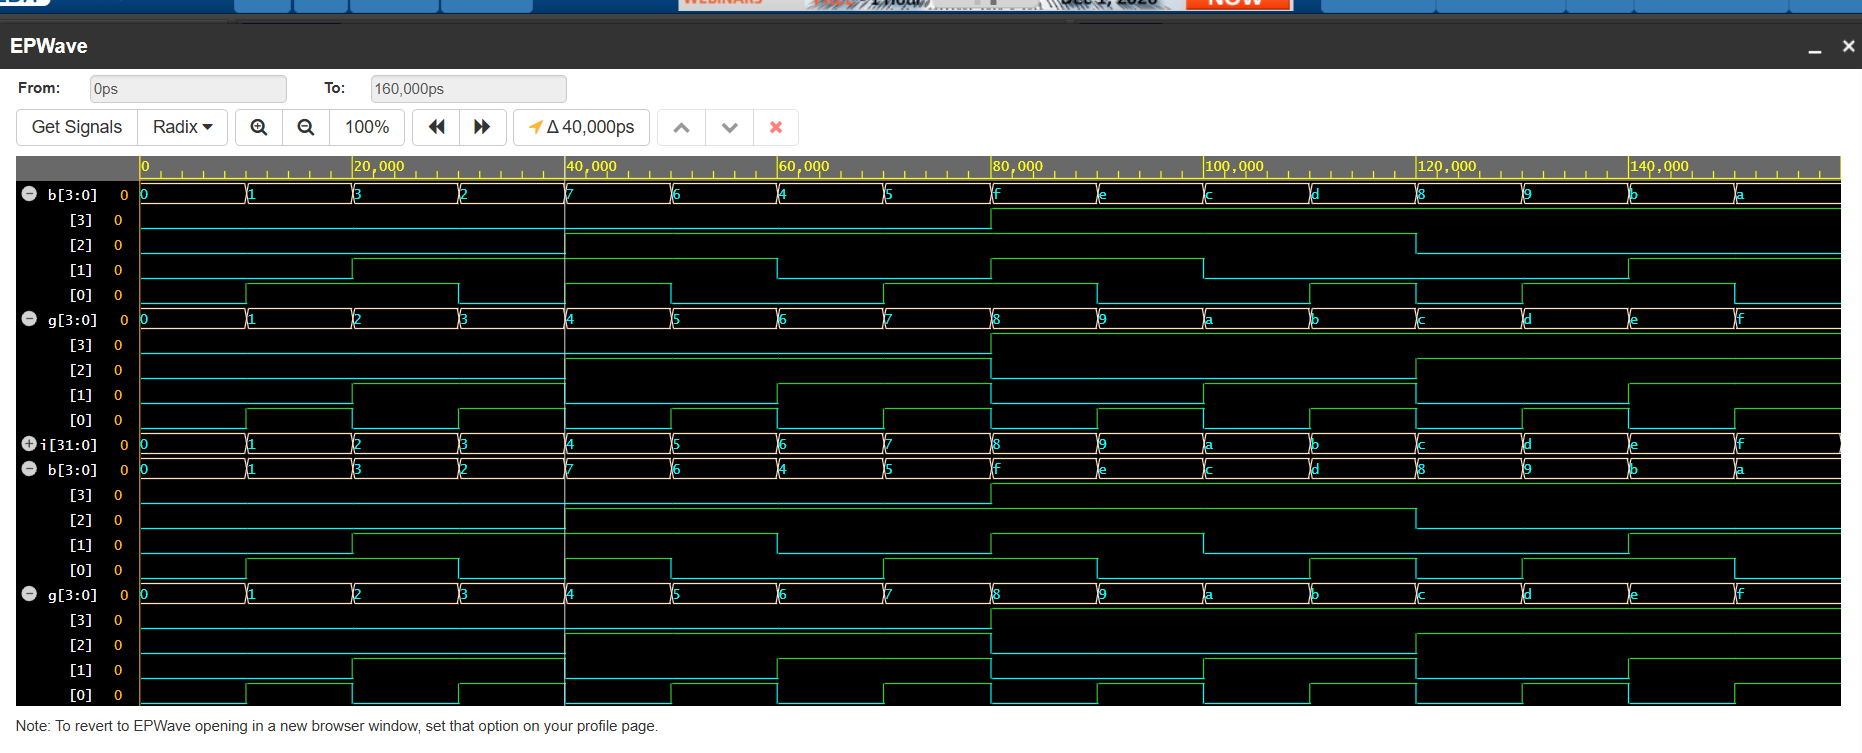 EPWave
From: 0ps To: 160,000ps
Get Signals Radix 100% Δ 40,000ps
0 20,000 40,000 60,000 80,000 100,000 120,000 140,000
b[3:0] 0 0 1 3 2 7 6 4 5 f e c d 8 9 b a
[3] 0
[2] 0
[1] 0
[0] 0
g[3:0] 0 0 1 2 3 4 5 6 7 8 9 a b c d e f
[3] 0
[2] 0
[1] 0
[0] 0
i[31:0] 0 0 1 2 3 4 5 6 7 8 9 a b c d e f
b[3:0] 0 0 1 3 2 7 6 4 5 f e c d 8 9 b a
[3] 0
[2] 0
[1] 0
[0] 0
g[3:0] 0 0 1 2 3 4 5 6 7 8 9 a b c d e f
[3] 0
[2] 0
[1] 0
[0] 0
Note: To revert to EPWave opening in a new browser window, set that option on your profile page.